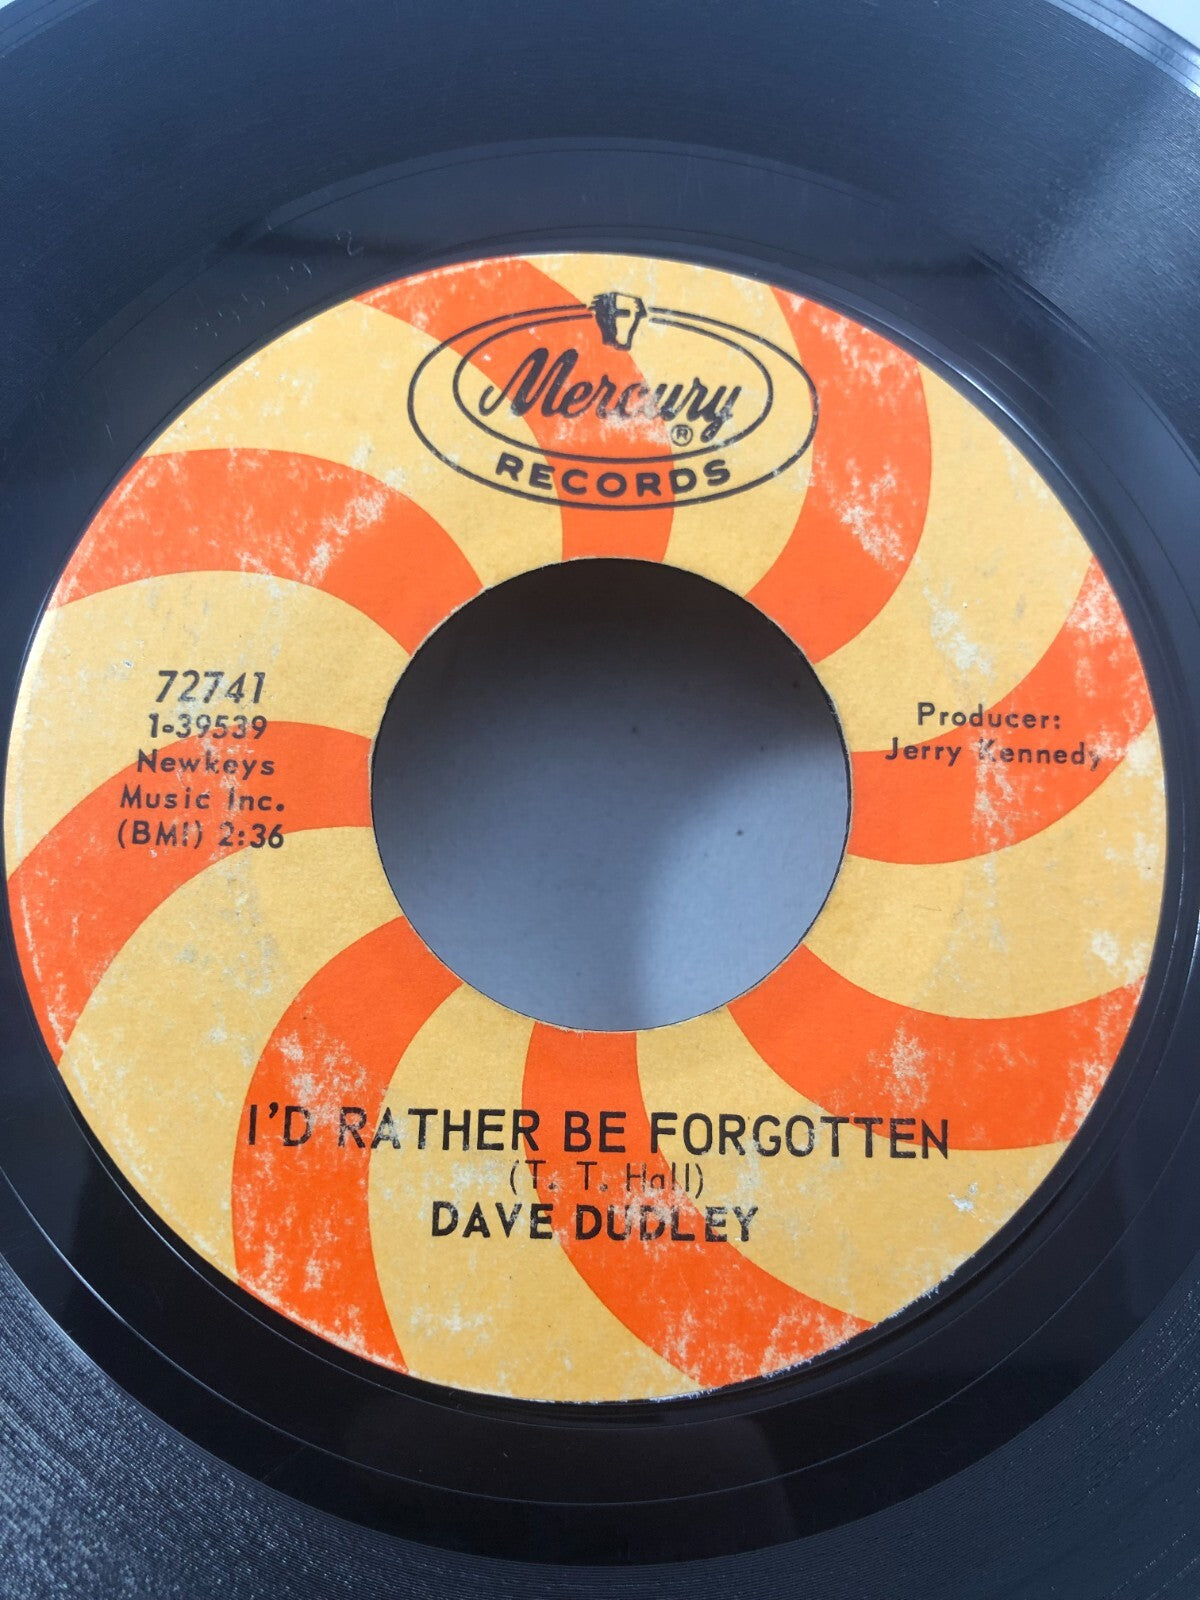 Mercury
®
RECORDS
72741
1-39539
Newkeys
Music Inc.
(BMI) 2:36
Producer:
Jerry Kennedy
I'D RATHER BE FORGOTTEN
(T. T. Hall)
DAVE DUDLEY